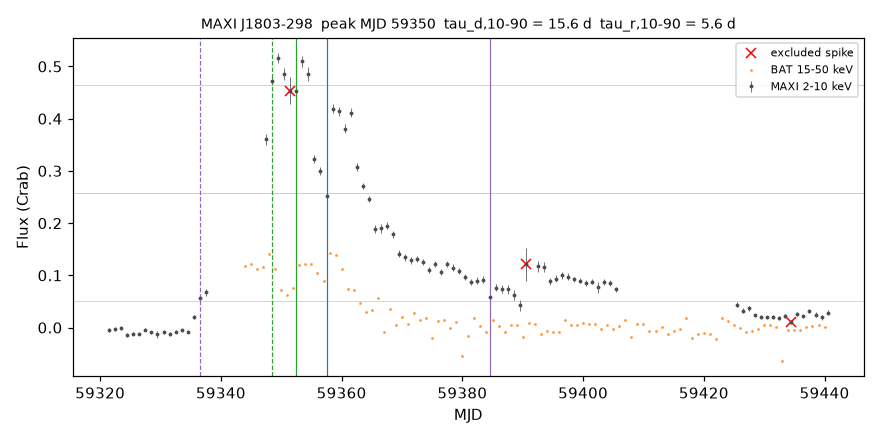 MAXI J1803-298  peak MJD 59350  tau_d,10-90 = 15.6 d  tau_r,10-90 = 5.6 d
excluded spike
BAT 15-50 keV
MAXI 2-10 keV
Flux (Crab)
0.5
0.4
0.3
0.2
0.1
0.0
59320 59340 59360 59380 59400 59420 59440
MJD